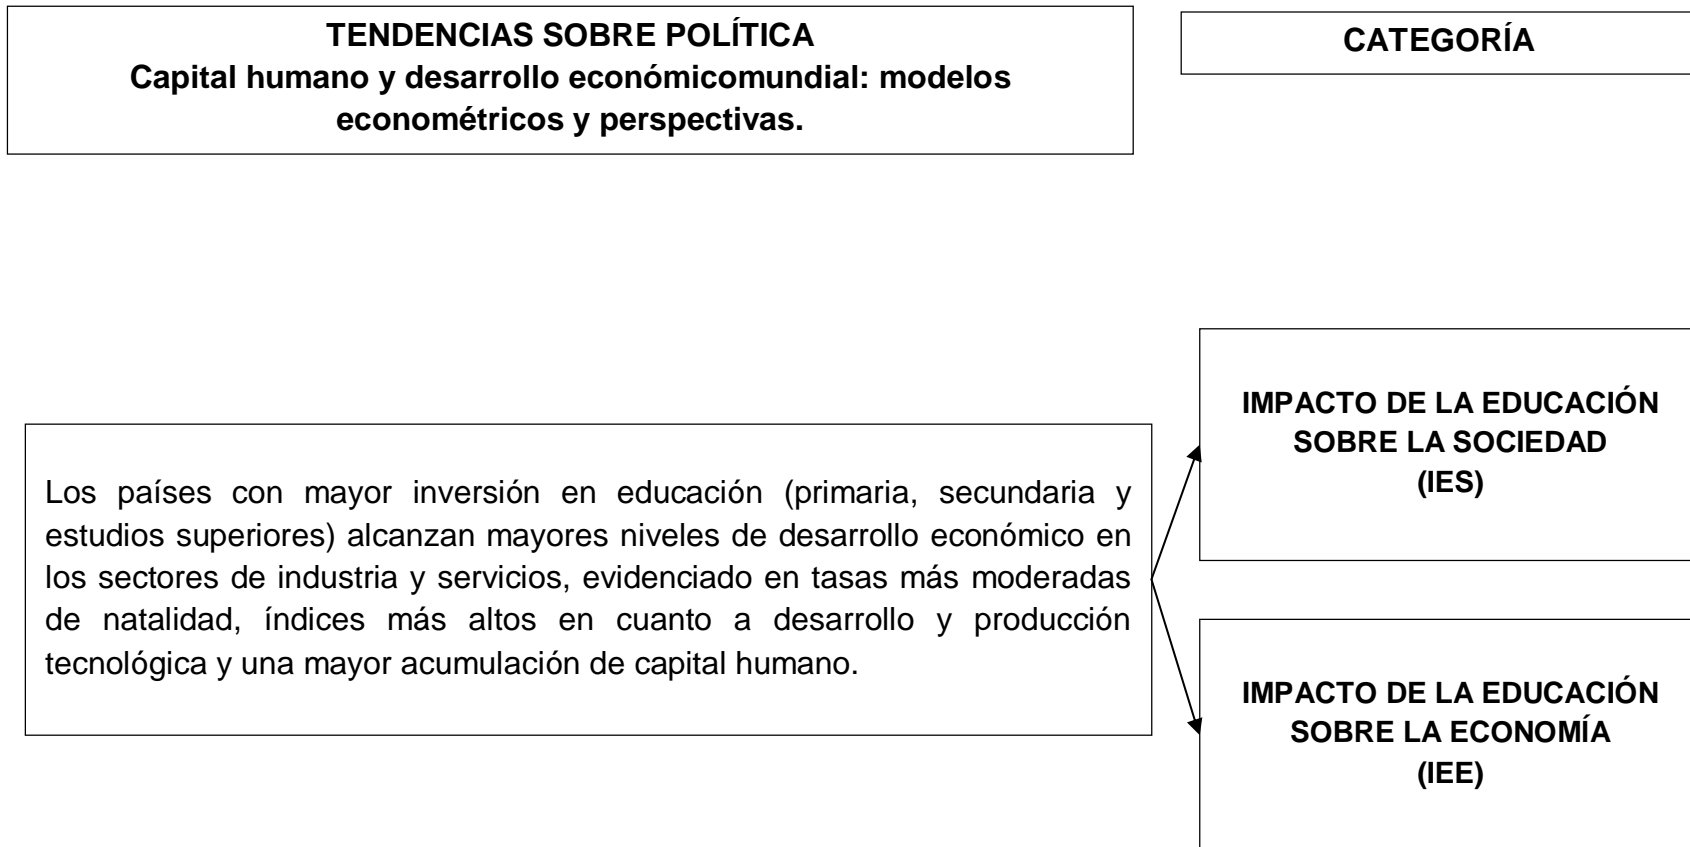 TENDENCIAS SOBRE POLÍTICA
Capital humano y desarrollo económicomundial: modelos
econométricos y perspectivas.
CATEGORÍA
Los países con mayor inversión en educación (primaria, secundaria y
estudios superiores) alcanzan mayores niveles de desarrollo económico en
los sectores de industria y servicios, evidenciado en tasas más moderadas
de natalidad, índices más altos en cuanto a desarrollo y producción
tecnológica y una mayor acumulación de capital humano.
IMPACTO DE LA EDUCACIÓN
SOBRE LA SOCIEDAD
(IES)
IMPACTO DE LA EDUCACIÓN
SOBRE LA ECONOMÍA
(IEE)